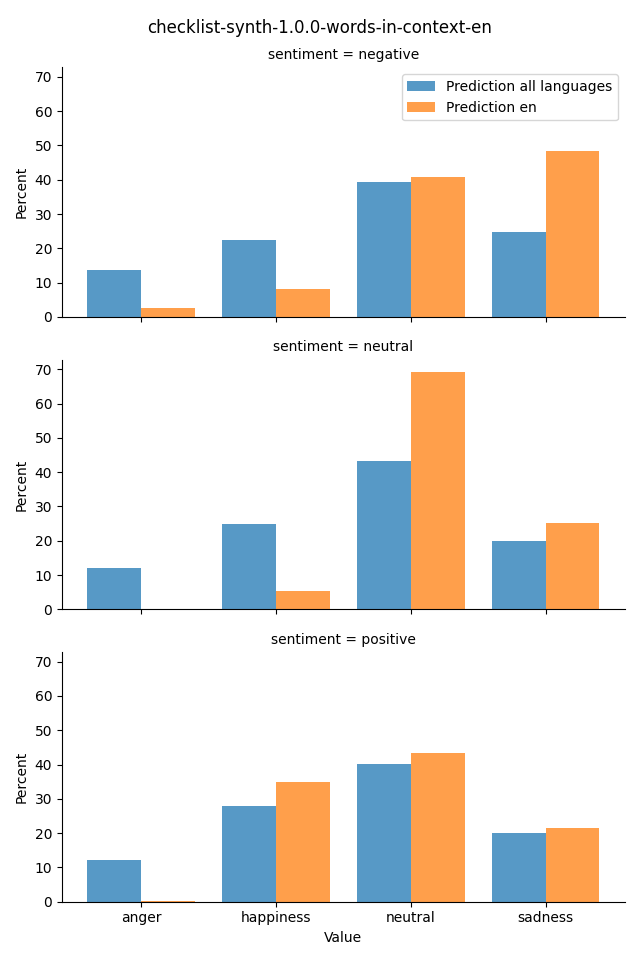 checklist-synth-1.0.0-words-in-context-en
sentiment = negative
Prediction all languages
Prediction en
70
60
50
40
30
20
10
0
Percent
sentiment = neutral
70
60
50
40
30
20
10
0
Percent
sentiment = positive
70
60
50
40
30
20
10
0
Percent
anger happiness neutral sadness
Value